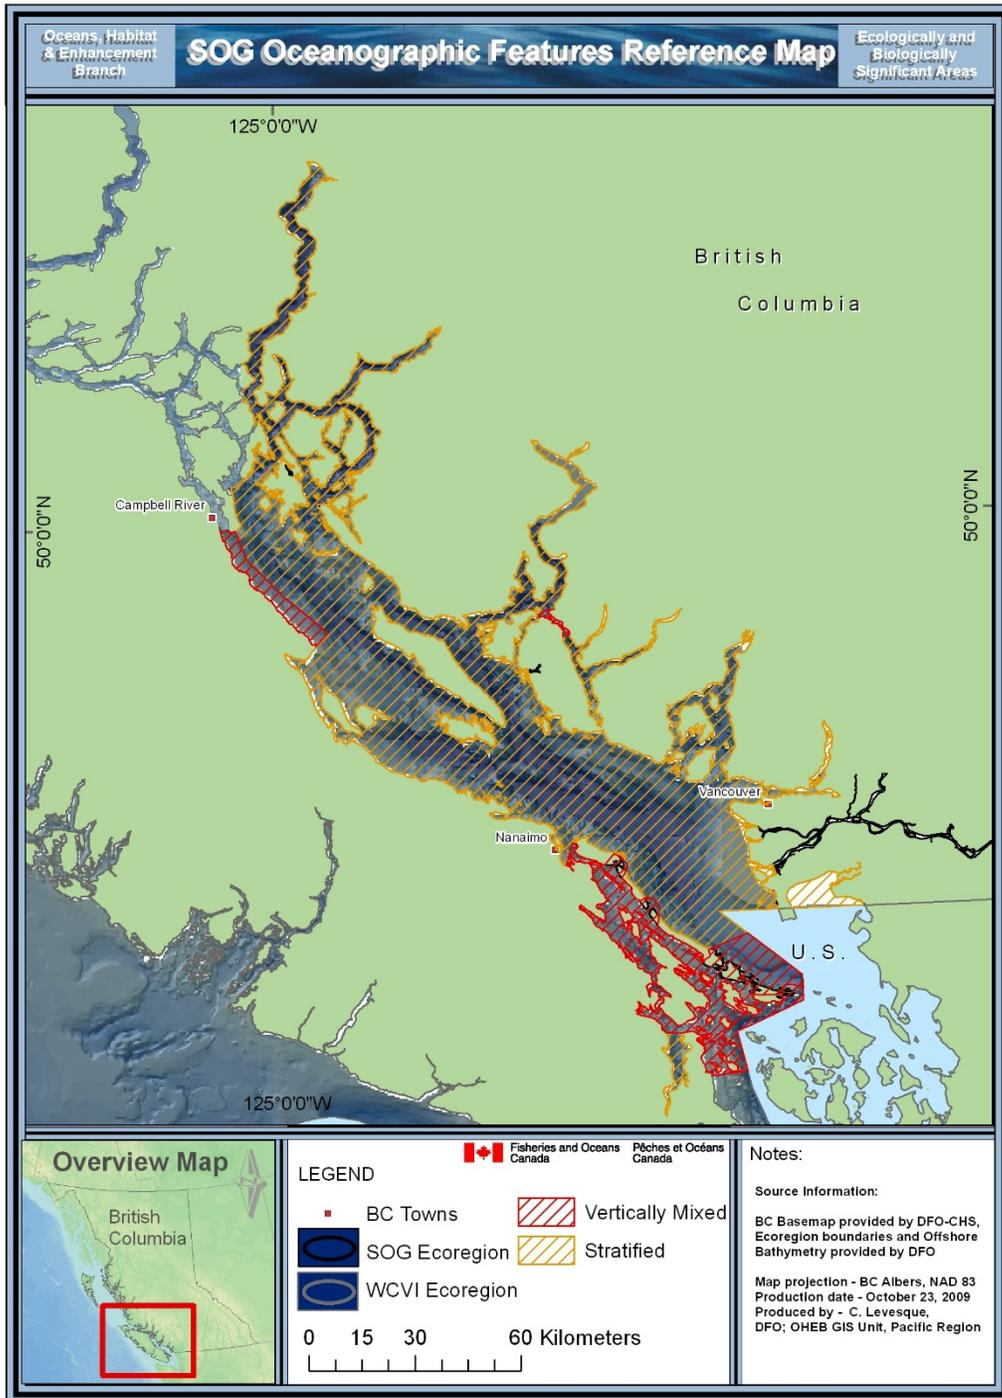 Oceans, Habitat
& Enhancement
Branch
SOG Oceanographic Features Reference Map
Ecologically and
Biologically
Significant Areas
125°0'0"W
British
Columbia
Campbell River
50°0'0"N
50°0'0"N
Vancouver
Nanaimo
U.S.
125°0'0"W
Overview Map
British
Columbia
Fisheries and Oceans
Canada
Pêches et Océans
Canada
LEGEND
BC Towns
SOG Ecoregion
WCVI Ecoregion
Vertically Mixed
Stratified
0 15 30 60 Kilometers
Notes:
Source Information:
BC Basemap provided by DFO-CHS,
Ecoregion boundaries and Offshore
Bathymetry provided by DFO
Map projection - BC Albers, NAD 83
Production date - October 23, 2009
Produced by - C. Levesque,
DFO; OHEB GIS Unit, Pacific Region